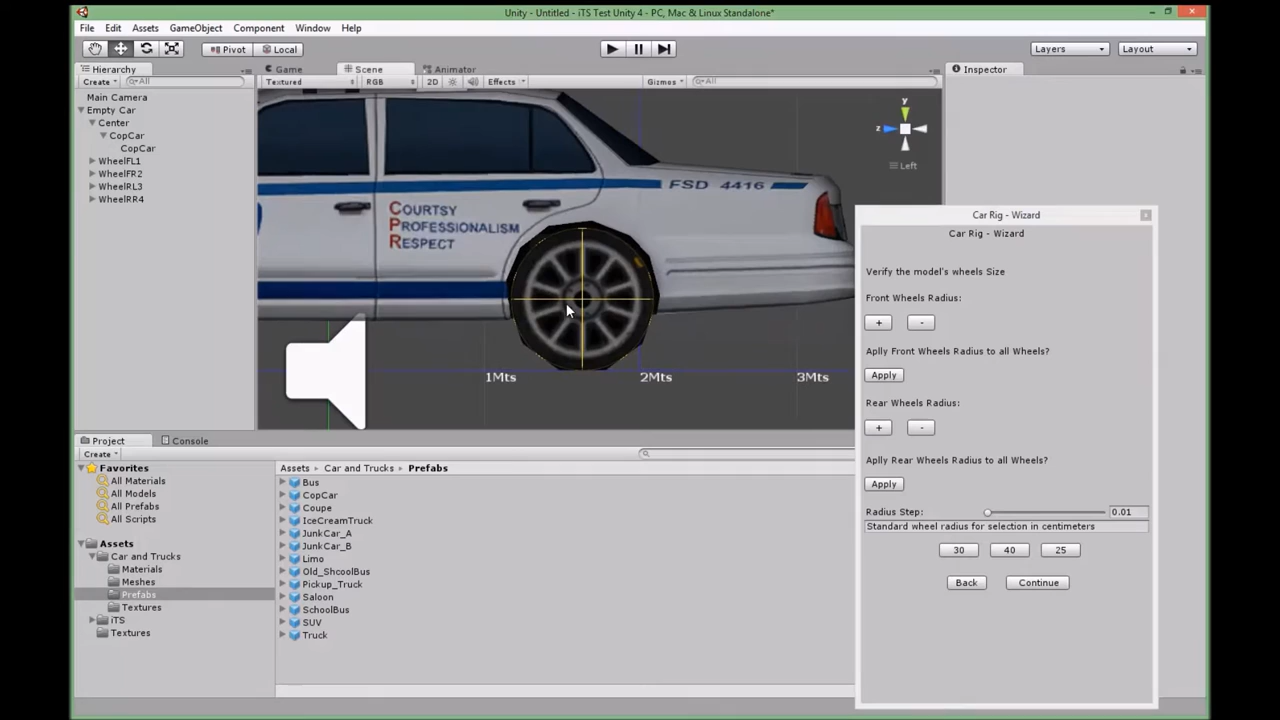 Unity - Untitled - iTS Test Unity 4 - PC, Mac & Linux Standalone*
File Edit Assets GameObject Component Window Help
Pivot Local Layers Layout
Hierarchy Game Scene Animator Inspector
Create All Textured RGB 2D Effects Gizmos All
Main Camera
Empty Car
Center
CopCar
CopCar
WheelFL1
WheelFR2
WheelRL3
WheelRR4
y
z
Left
FSD 4416
COURTSY
PROFESSIONALISM
RESPECT
1Mts 2Mts 3Mts
Car Rig - Wizard
Car Rig - Wizard
Verify the model's wheels Size
Front Wheels Radius:
+ -
Aplly Front Wheels Radius to all Wheels?
Apply
Rear Wheels Radius:
+ -
Aplly Rear Wheels Radius to all Wheels?
Apply
Radius Step: 0.01
Standard wheel radius for selection in centimeters
30 40 25
Back Continue
Project Console
Create
Favorites
All Materials
All Models
All Prefabs
All Scripts
Assets
Car and Trucks
Materials
Meshes
Prefabs
Textures
iTS
Textures
Assets Car and Trucks Prefabs
Bus
CopCar
Coupe
IceCreamTruck
JunkCar_A
JunkCar_B
Limo
Old_ShcoolBus
Pickup_Truck
Saloon
SchoolBus
SUV
Truck